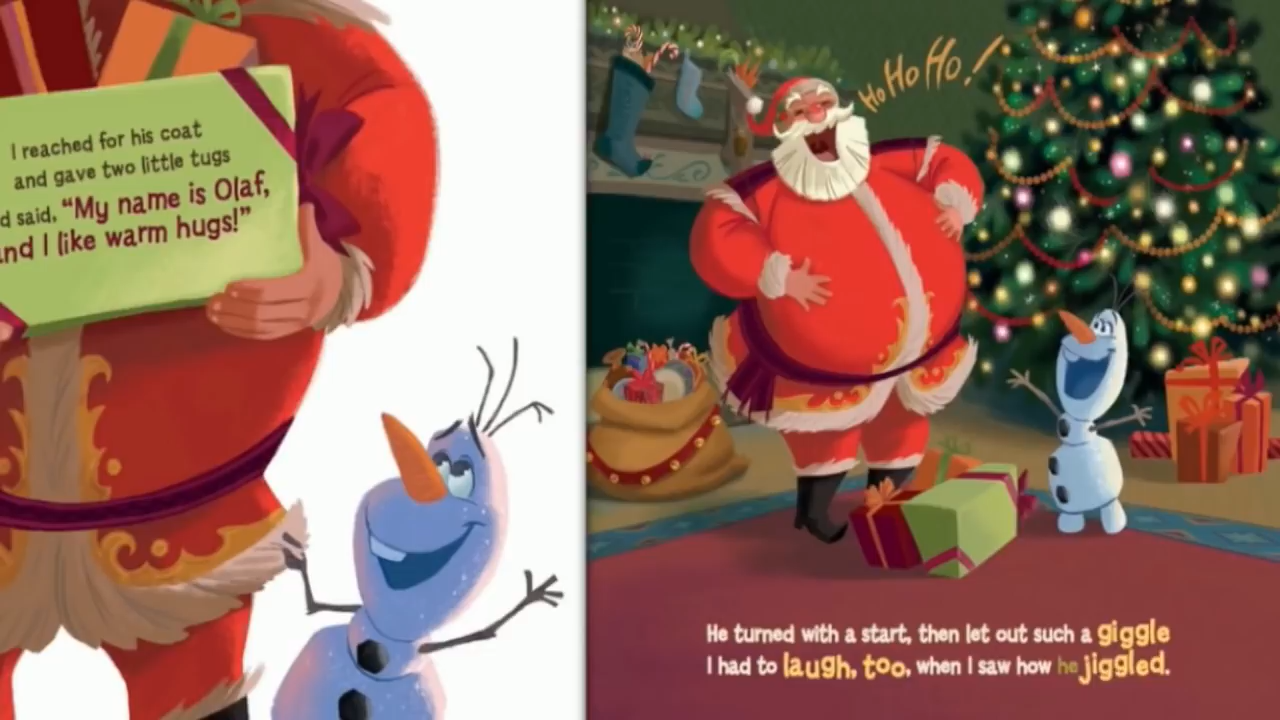 I reached for his coat
and gave two little tugs
d said, “My name is Olaf,
nd I like warm hugs!”
Ho Ho Ho!
He turned with a start, then let out such a giggle
I had to laugh, too, when I saw how he jiggled.